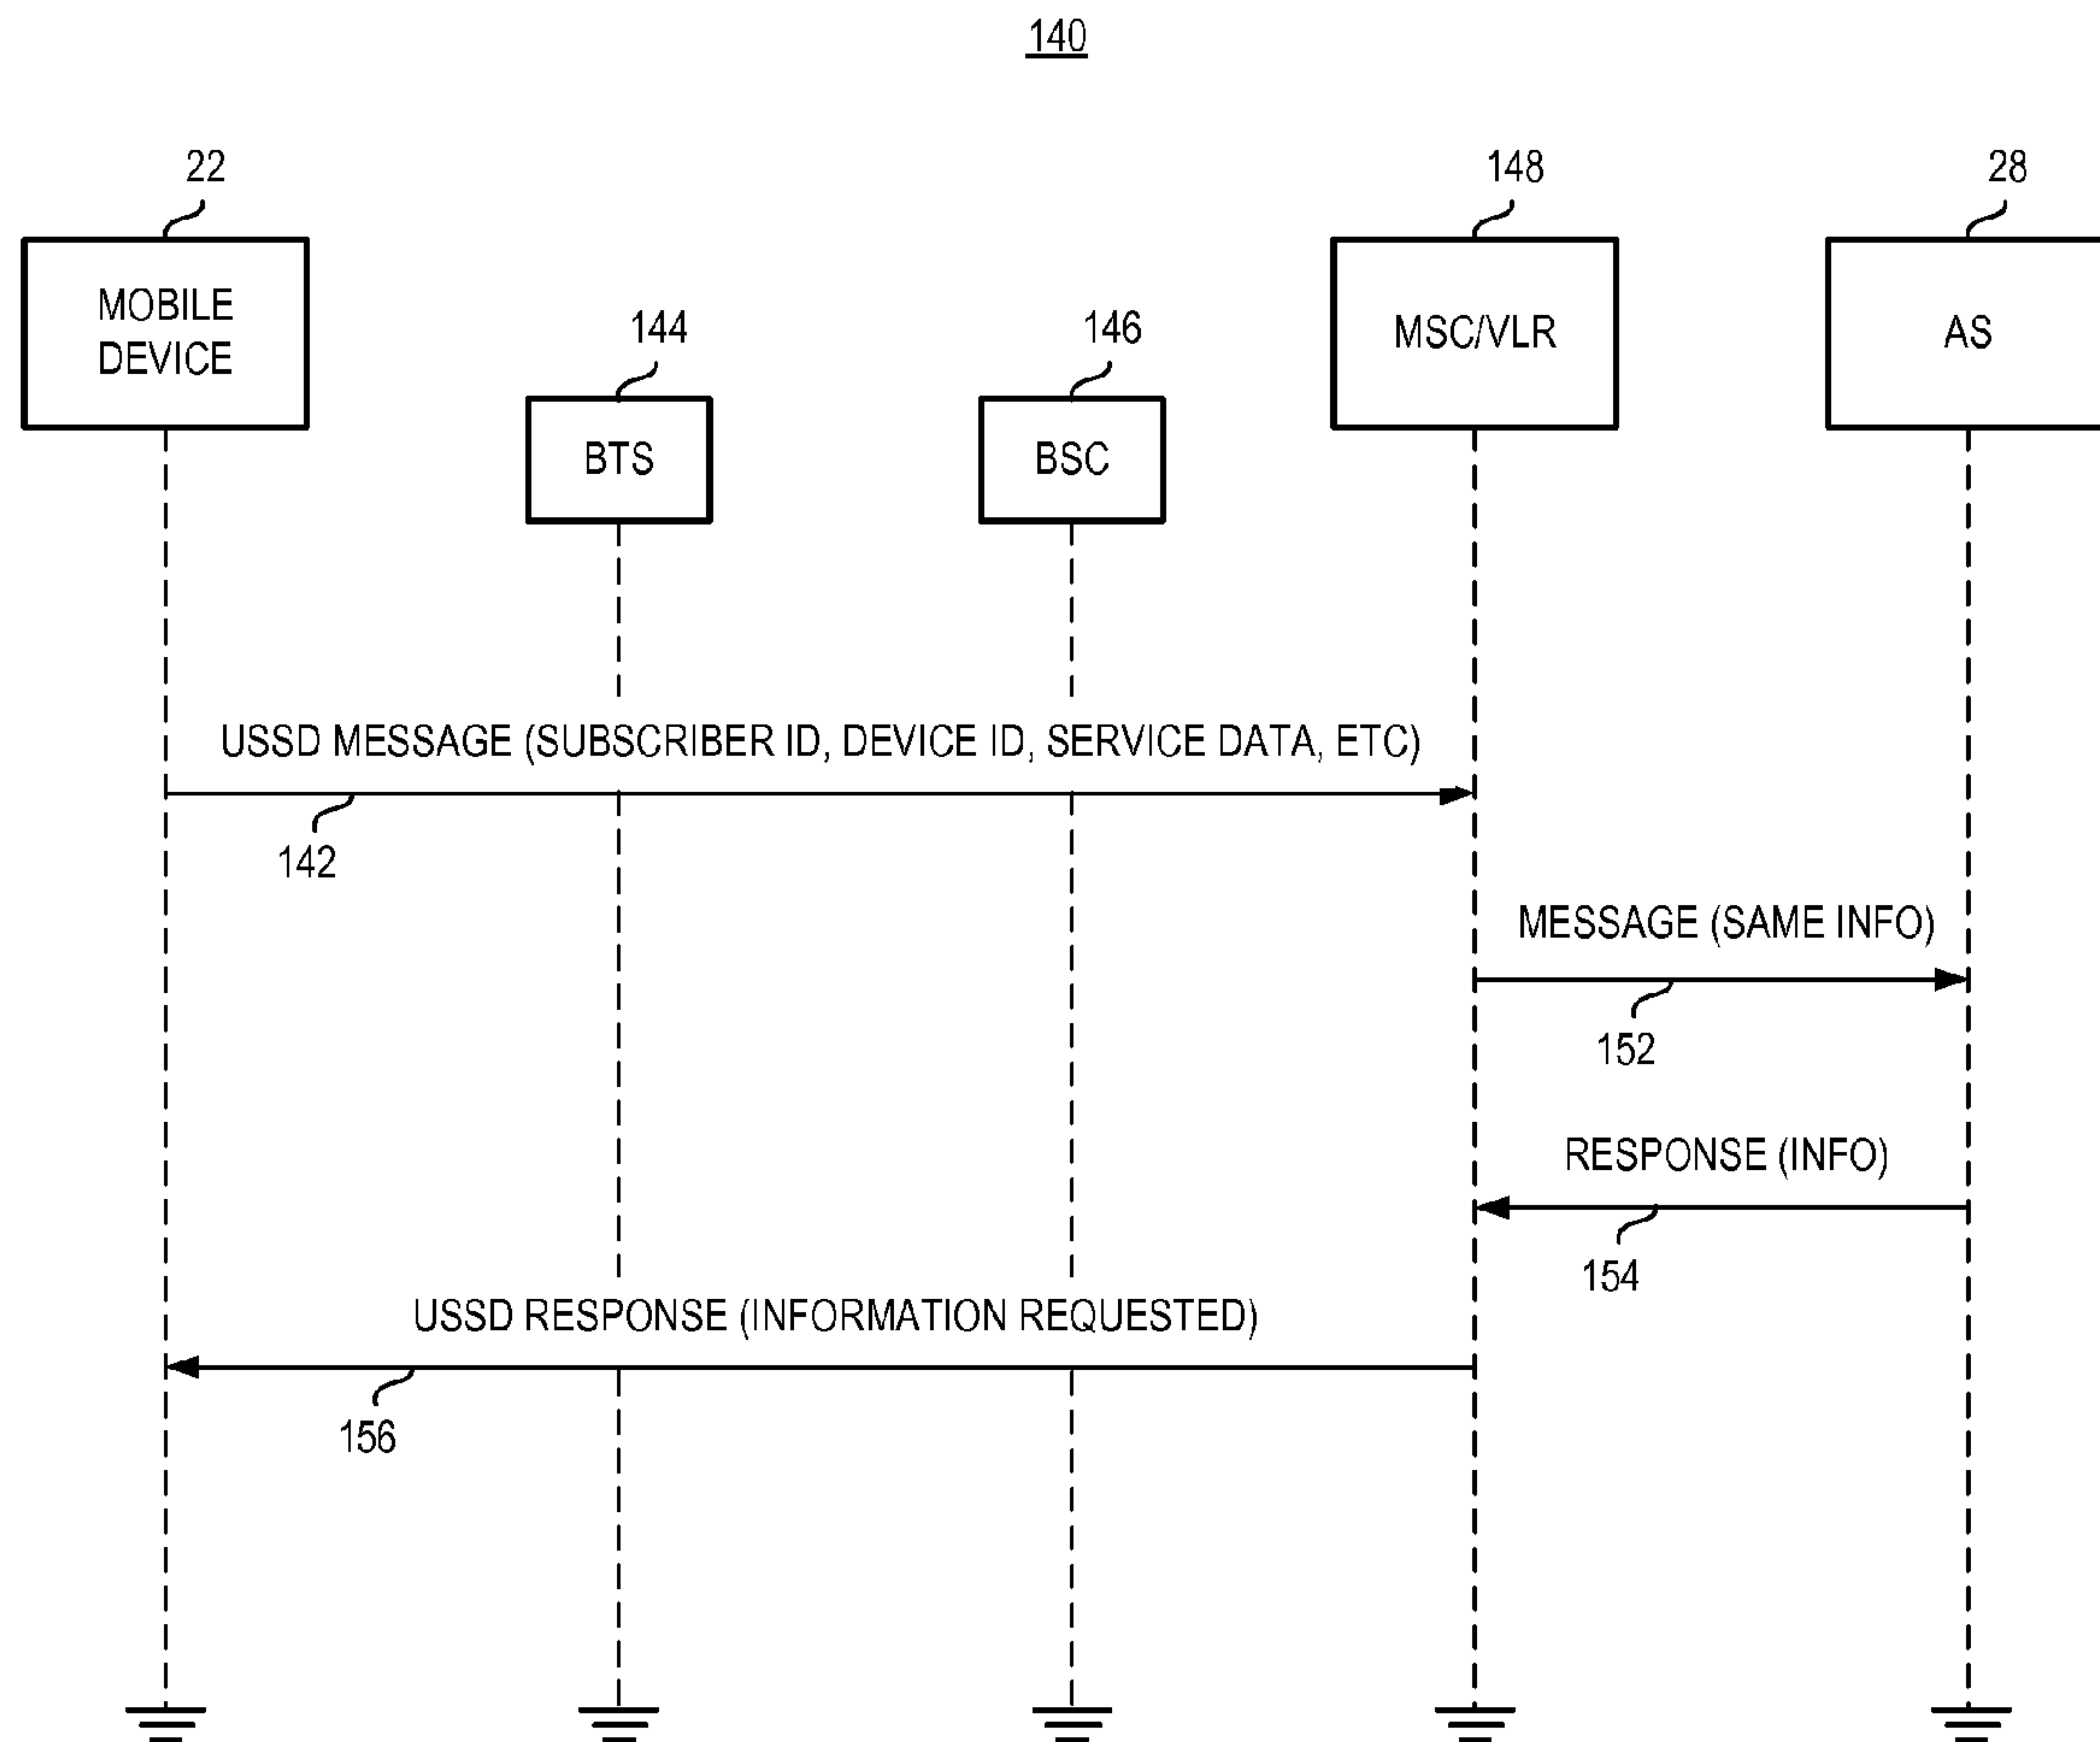 140
22
148
28
MOBILE
DEVICE
144
146
MSC/VLR
AS
BTS
BSC
USSD MESSAGE (SUBSCRIBER ID, DEVICE ID, SERVICE DATA, ETC)
142
MESSAGE (SAME INFO)
152
RESPONSE (INFO)
154
USSD RESPONSE (INFORMATION REQUESTED)
156